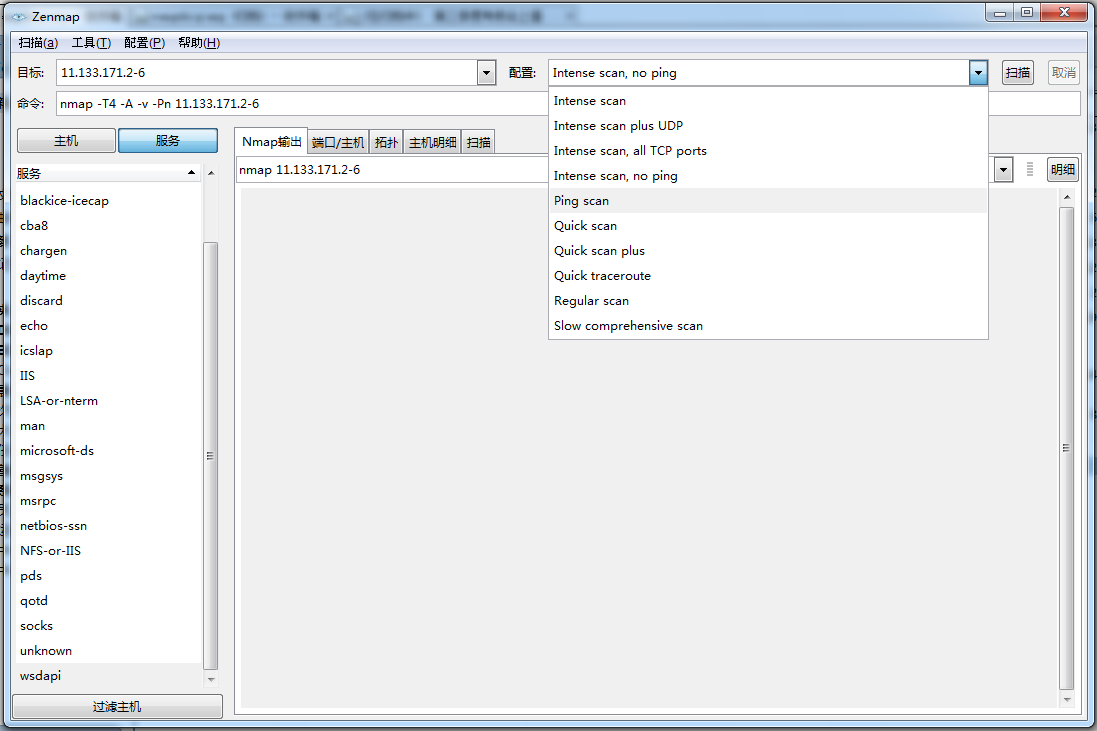 Zenmap
扫描(a) 工具(T) 配置(P) 帮助(H)
目标: 11.133.171.2-6 配置: Intense scan, no ping 扫描 取消
命令: nmap -T4 -A -v -Pn 11.133.171.2-6
主机 服务
Nmap输出 端口/主机 拓扑 主机明细 扫描
服务
nmap 11.133.171.2-6 明细
Intense scan
Intense scan plus UDP
Intense scan, all TCP ports
Intense scan, no ping
Ping scan
Quick scan
Quick scan plus
Quick traceroute
Regular scan
Slow comprehensive scan
blackice-icecap
cba8
chargen
daytime
discard
echo
icslap
IIS
LSA-or-nterm
man
microsoft-ds
msgsys
msrpc
netbios-ssn
NFS-or-IIS
pds
qotd
socks
unknown
wsdapi
过滤主机